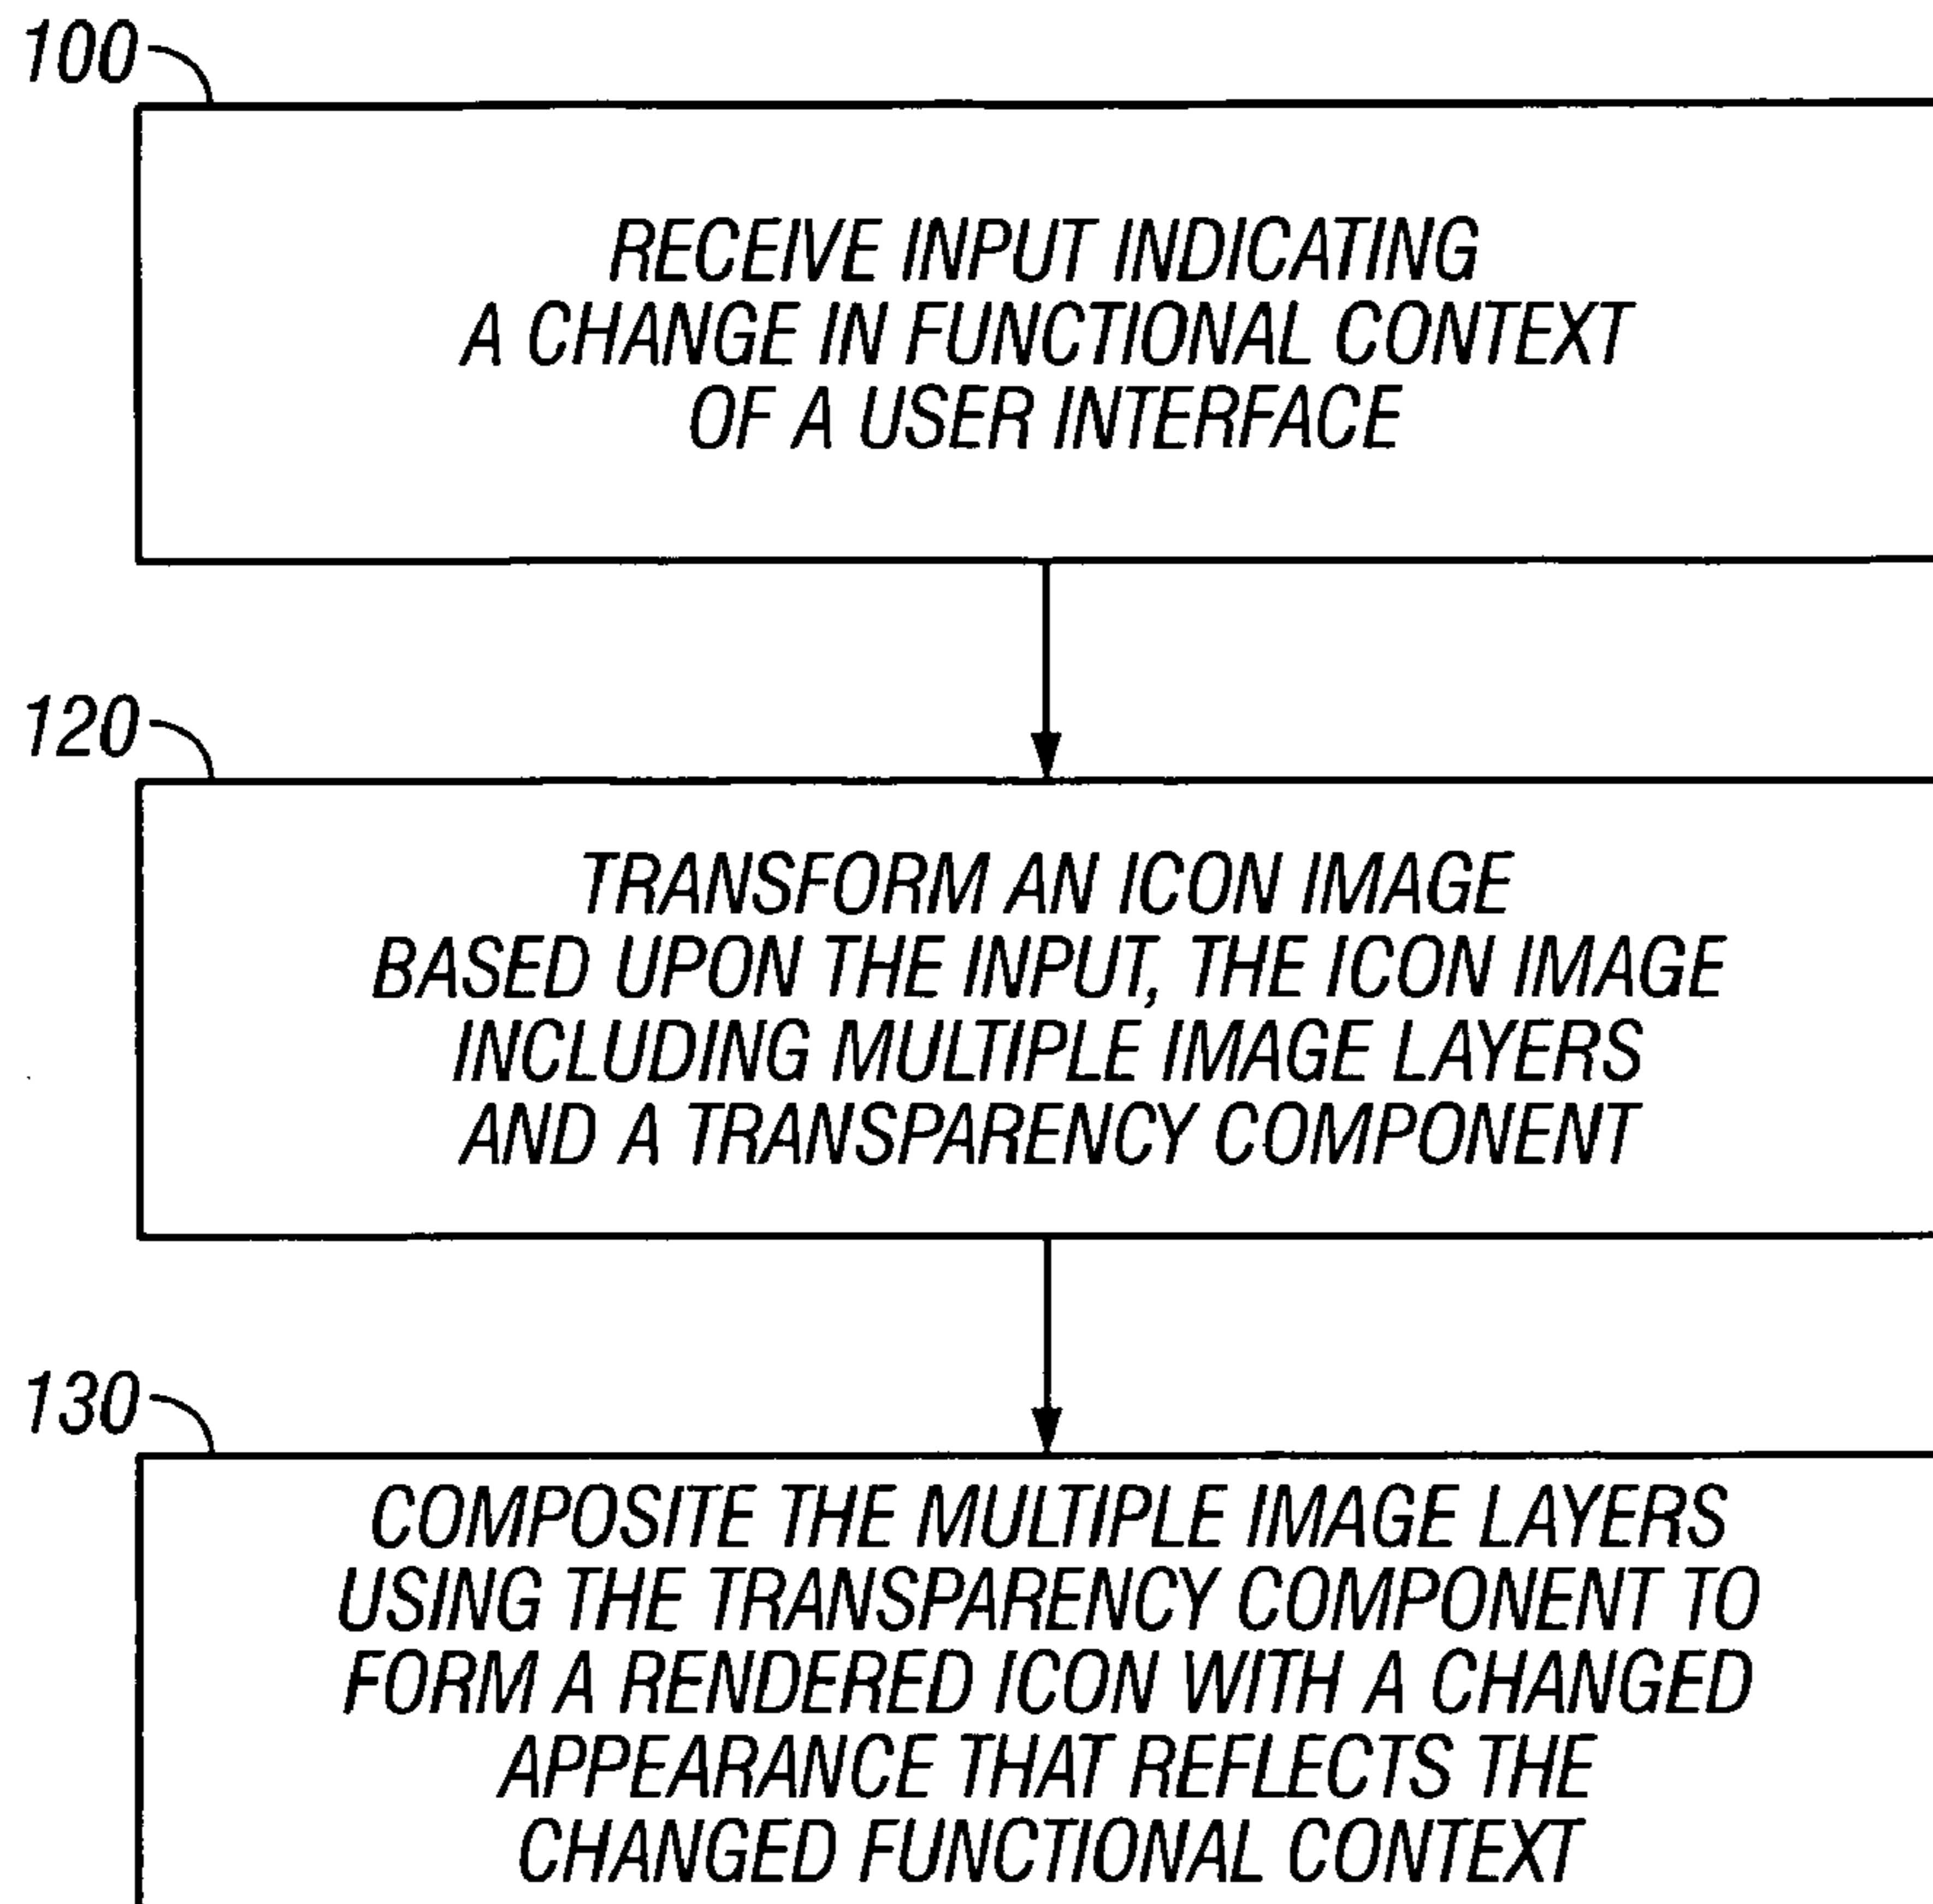 100
RECEIVE INPUT INDICATING
A CHANGE IN FUNCTIONAL CONTEXT
OF A USER INTERFACE
120
TRANSFORM AN ICON IMAGE
BASED UPON THE INPUT, THE ICON IMAGE
INCLUDING MULTIPLE IMAGE LAYERS
AND A TRANSPARENCY COMPONENT
130
COMPOSITE THE MULTIPLE IMAGE LAYERS
USING THE TRANSPARENCY COMPONENT TO
FORM A RENDERED ICON WITH A CHANGED
APPEARANCE THAT REFLECTS THE
CHANGED FUNCTIONAL CONTEXT